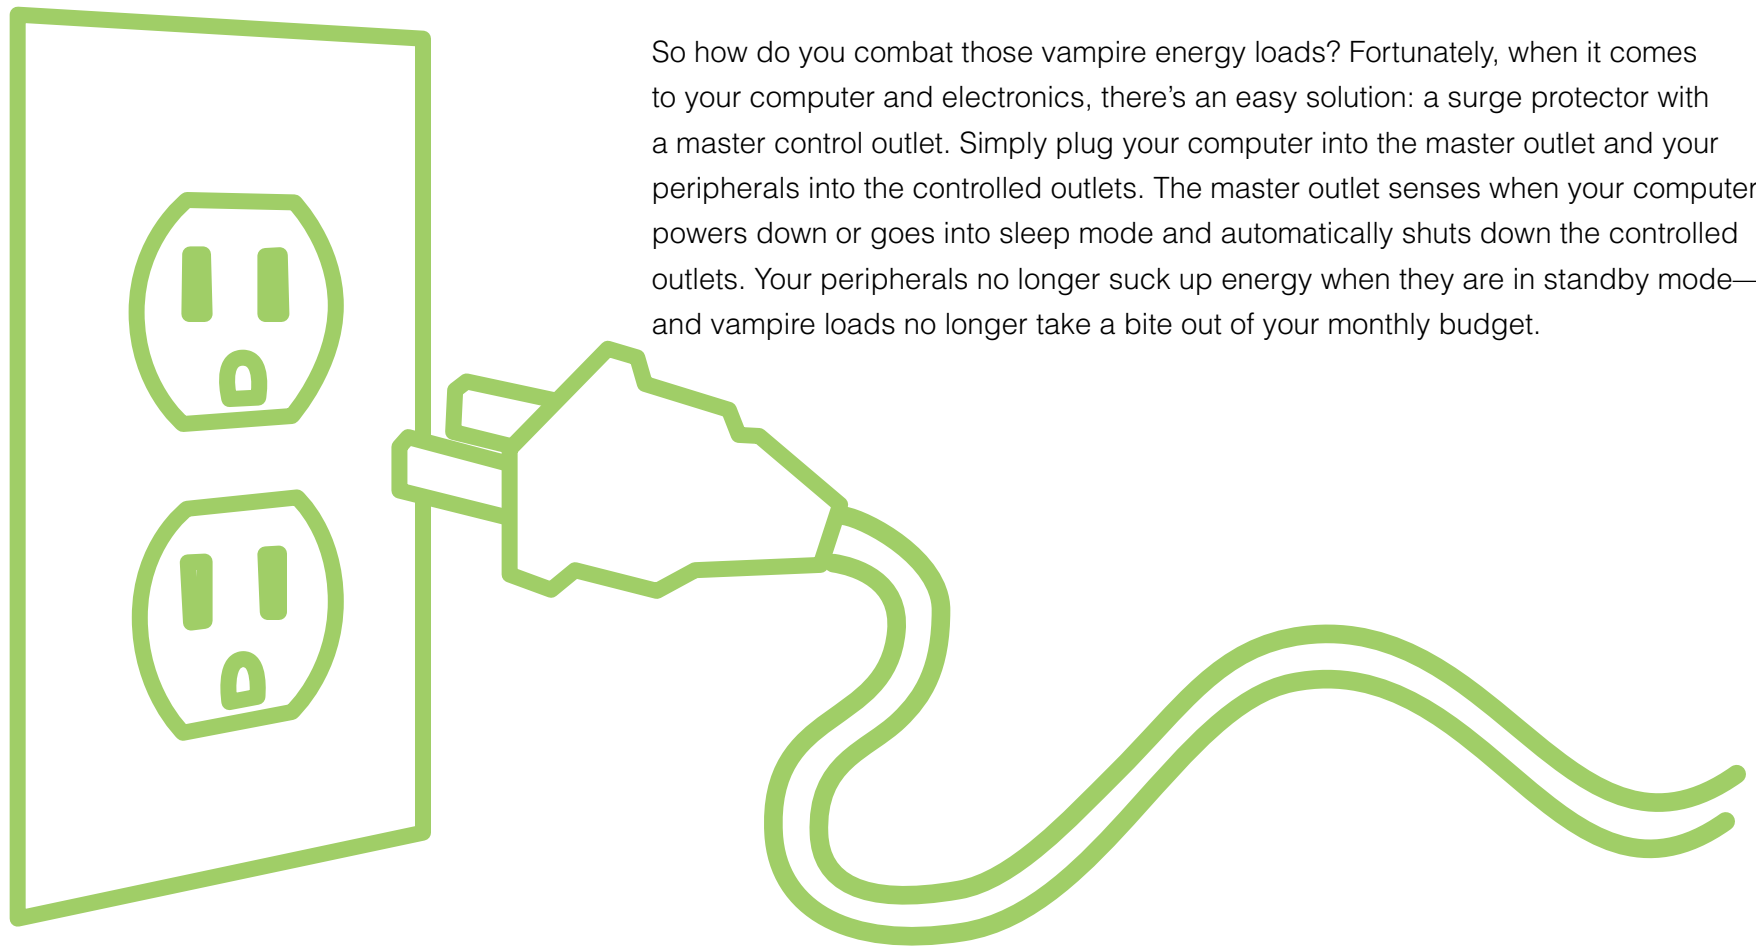 So how do you combat those vampire energy loads? Fortunately, when it comes
to your computer and electronics, there’s an easy solution: a surge protector with
a master control outlet. Simply plug your computer into the master outlet and your
peripherals into the controlled outlets. The master outlet senses when your computer
powers down or goes into sleep mode and automatically shuts down the controlled
outlets. Your peripherals no longer suck up energy when they are in standby mode—
and vampire loads no longer take a bite out of your monthly budget.